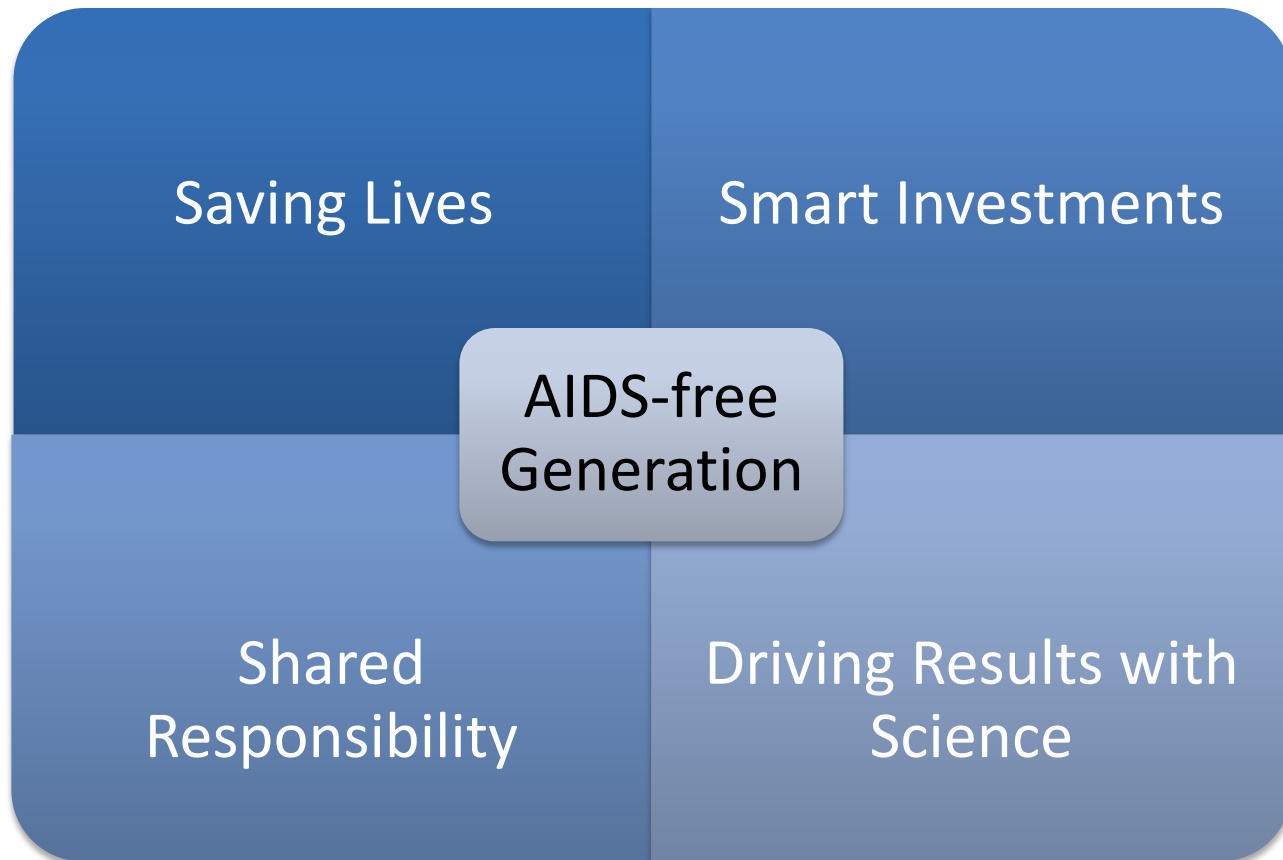 Saving Lives
Smart Investments
AIDS-free
Generation
Shared
Responsibility
Driving Results with
Science